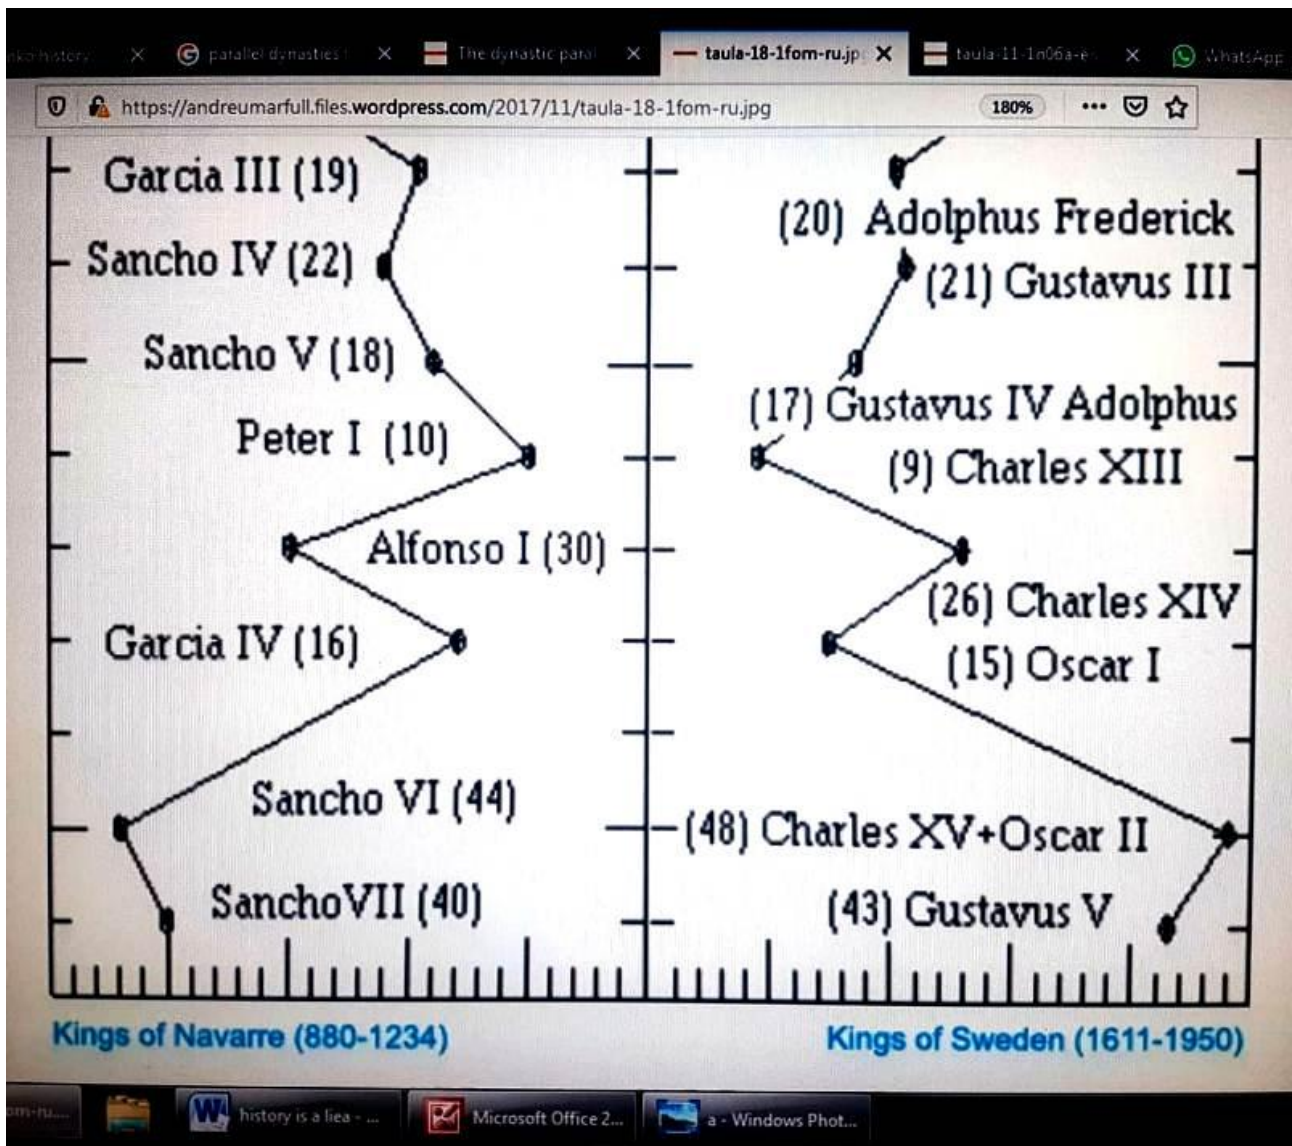 nko history
parallel dynasties
The dynastic paral
taula-18-1fom-ru.jp
taula-11-1n06a-e
WhatsApp
https://andreumarfull.files.wordpress.com/2017/11/taula-18-1fom-ru.jpg
180%
Garcia III (19)
Sancho IV (22)
Sancho V (18)
Peter I (10)
Alfonso I (30)
Garcia IV (16)
Sancho VI (44)
SanchoVII (40)
Kings of Navarre (880-1234)
(20) Adolphus Frederick
(21) Gustavus III
(17) Gustavus IV Adolphus
(9) Charles XIII
(26) Charles XIV
(15) Oscar I
(48) Charles XV+Oscar II
(43) Gustavus V
Kings of Sweden (1611-1950)
om-ru....
history is a liea - ...
Microsoft Office 2...
a - Windows Phot...